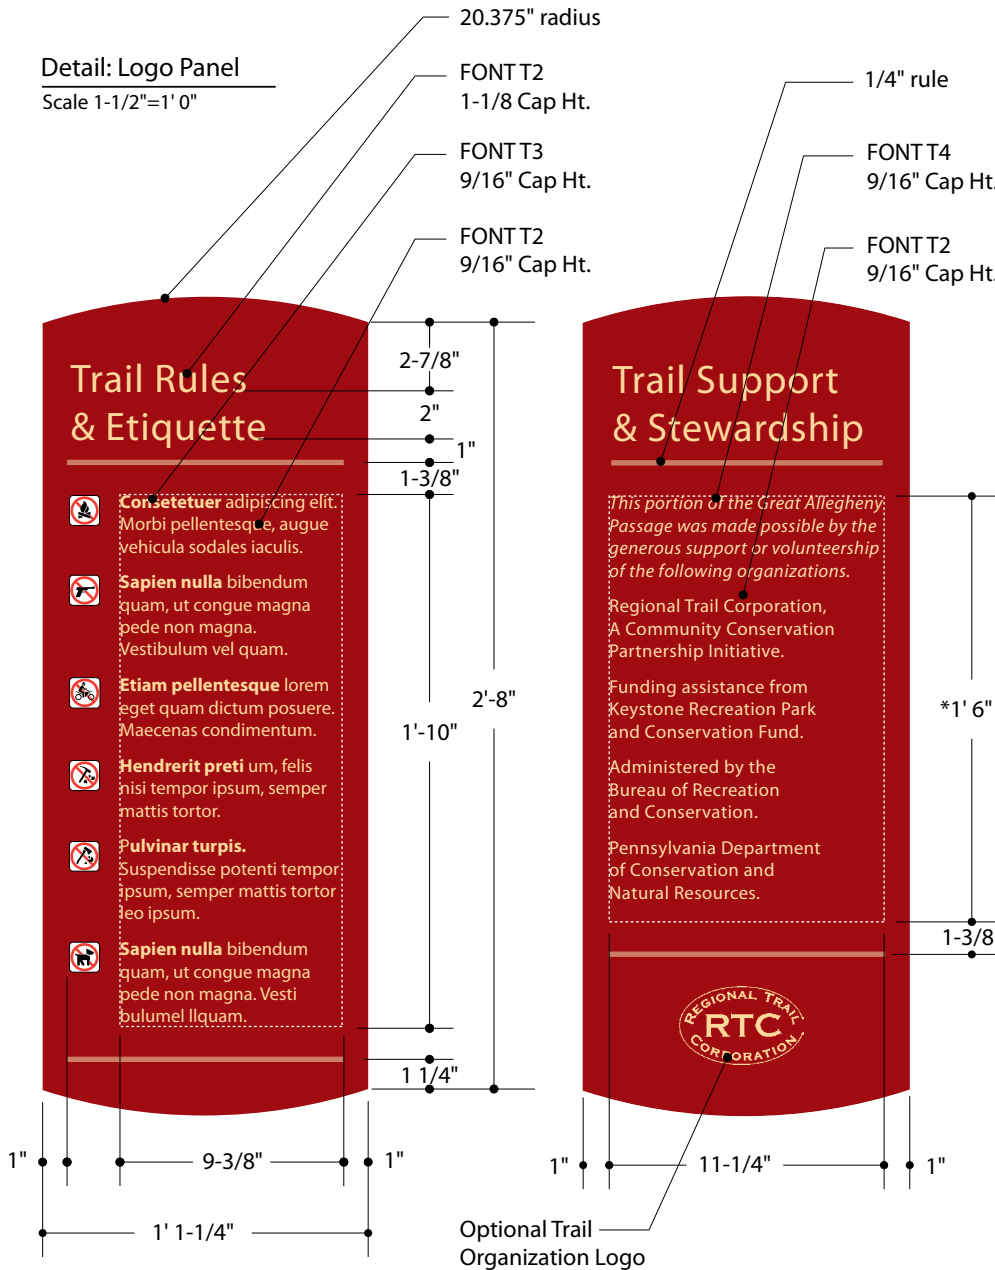 Detail: Logo Panel
Scale 1-1/2"=1' 0"
20.375" radius
FONT T2
1-1/8 Cap Ht.
FONT T3
9/16" Cap Ht.
FONT T2
9/16" Cap Ht.
1/4" rule
FONT T4
9/16" Cap Ht.
FONT T2
9/16" Cap Ht.
Trail Rules
& Etiquette
Consetetuer adipiscing elit.
Morbi pellentesque, augue
vehicula sodales iaculis.
Sapien nulla bibendum
quam, ut congue magna
pede non magna.
Vestibulum vel quam.
Etiam pellentesque lorem
eget quam dictum posuere.
Maecenas condimentum.
Hendrerit preti um, felis
nisi tempor ipsum, semper
mattis tortor.
Pulvinar turpis.
Suspendisse potenti tempor
ipsum, semper mattis tortor
leo ipsum.
Sapien nulla bibendum
quam, ut congue magna
pede non magna. Vesti
bulumel llquam.
2-7/8"
2"
1"
1-3/8"
1'-10"
2'-8"
1 1/4"
1"
9-3/8"
1"
1' 1-1/4"
Trail Support
& Stewardship
This portion of the Great Allegheny
Passage was made possible by the
generous support or volunteership
of the following organizations.
Regional Trail Corporation,
A Community Conservation
Partnership Initiative.
Funding assistance from
Keystone Recreation Park
and Conservation Fund.
Administered by the
Bureau of Recreation
and Conservation.
Pennsylvania Department
of Conservation and
Natural Resources.
REGIONAL TRAIL
RTC
CORPORATION
*1' 6"
1-3/8
1"
11-1/4"
1"
Optional Trail
Organization Logo